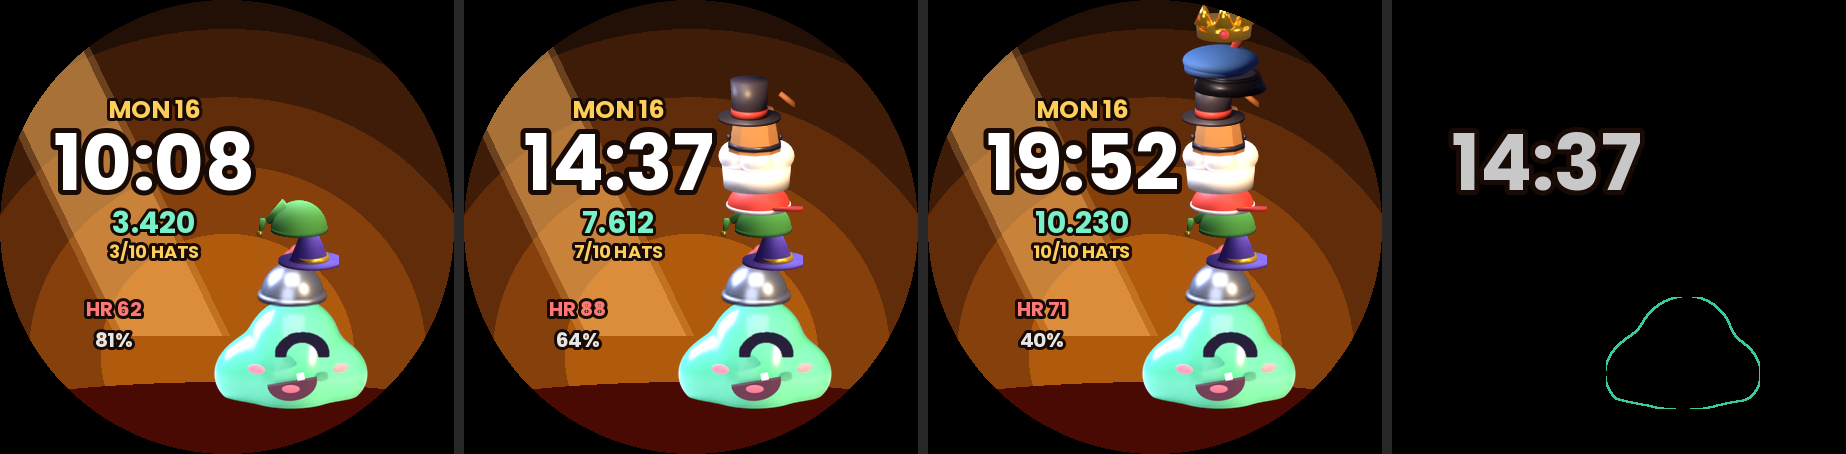 MON 16
10:08
3.420
3/10 HATS
HR 62
81%
MON 16
14:37
7.612
7/10 HATS
HR 88
64%
MON 16
19:52
10.230
10/10 HATS
HR 71
40%
14:37